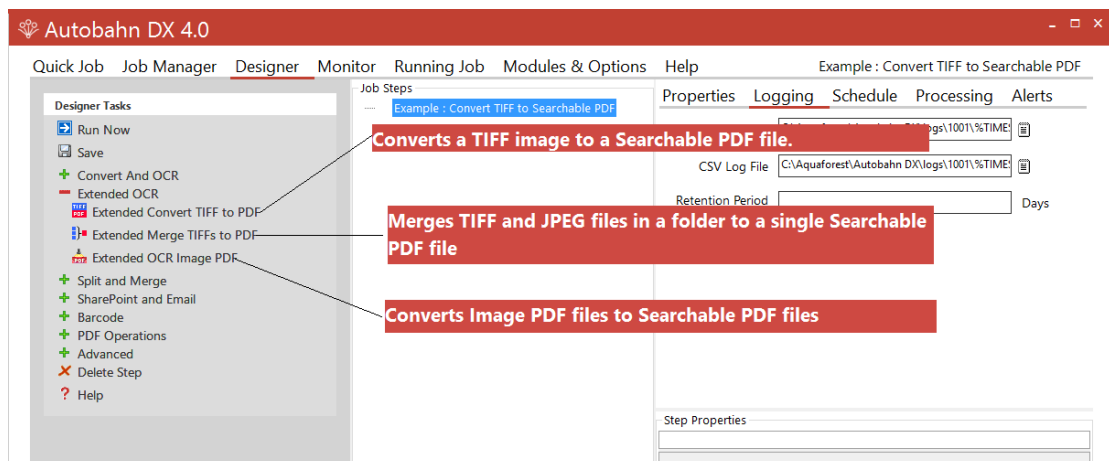 Autobahn DX 4.0
Quick Job Job Manager Designer Monitor Running Job Modules & Options Help Example : Convert TIFF to Searchable PDF
Designer Tasks
Run Now
Save
Convert And OCR
Extended OCR
TIFF PDF Extended Convert TIFF to PDF
Extended Merge TIFFs to PDF
PDF Extended OCR Image PDF
Split and Merge
SharePoint and Email
Barcode
PDF Operations
Advanced
Delete Step
? Help
Job Steps
Example : Convert TIFF to Searchable PDF
Converts a TIFF image to a Searchable PDF file.
Merges TIFF and JPEG files in a folder to a single Searchable
PDF file
Converts Image PDF files to Searchable PDF files
Properties Logging Schedule Processing Alerts
CSV Log File C:\Aquaforest\Autobahn DX\logs\1001\%TIMES
Retention Period Days
Step Properties